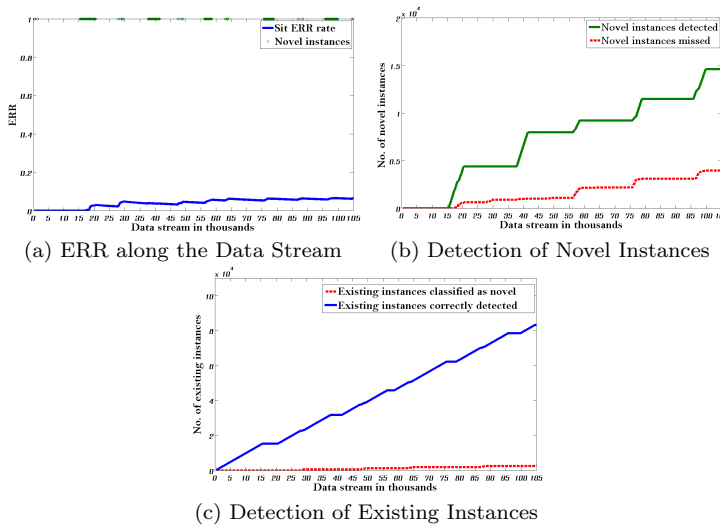 1
0.8
0.6
0.4
0.2
0
ERR
Sit ERR rate
Novel instances
0 5 10 15 20 25 30 35 40 45 50 55 60 65 70 75 80 85 90 95 100 105
Data stream in thousands
(a) ERR along the Data Stream
x 10^4
2
1.5
1
0.5
0
No. of novel instances
Novel instances detected
Novel instances missed
0 5 10 15 20 25 30 35 40 45 50 55 60 65 70 75 80 85 90 95 100 105
Data stream in thousands
(b) Detection of Novel Instances
x 10^4
10
8
6
4
2
0
No. of existing instances
Existing instances classified as novel
Existing instances correctly detected
0 5 10 15 20 25 30 35 40 45 50 55 60 65 70 75 80 85 90 95 100 105
Data stream in thousands
(c) Detection of Existing Instances